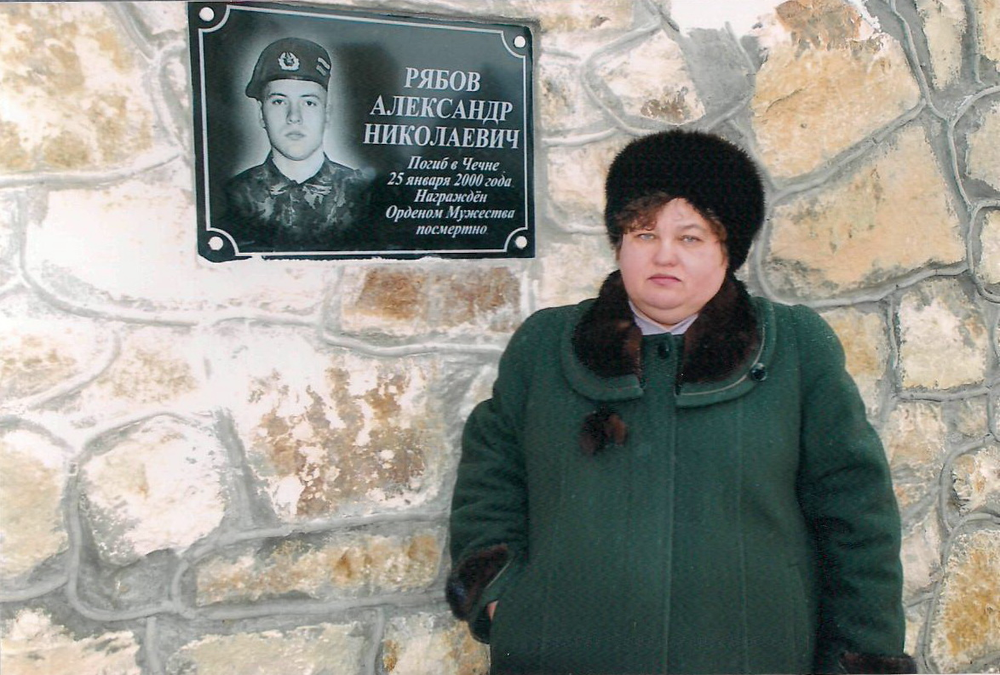 РЯБОВ
АЛЕКСАНДР
НИКОЛАЕВИЧ
Погиб в Чечне
25 января 2000 года
Награждён
Орденом Мужества
посмертно